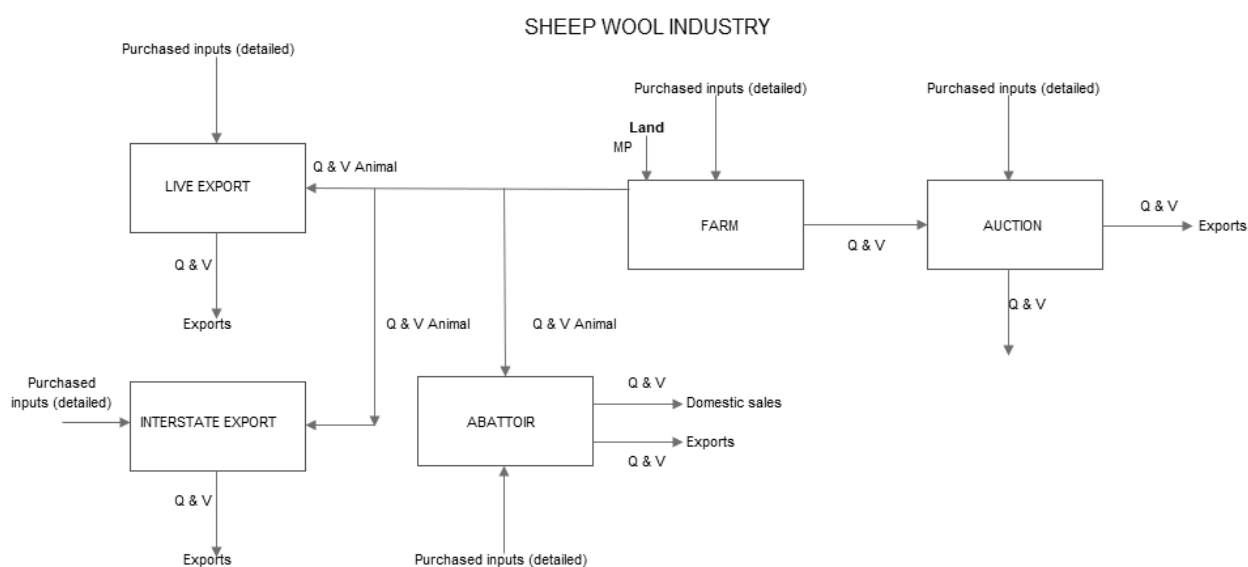 SHEEP WOOL INDUSTRY
Purchased inputs (detailed)
Purchased inputs (detailed)
Purchased inputs (detailed)
Land
MP
Q & V Animal
LIVE EXPORT
FARM
AUCTION
Q & V
Exports
Q & V
Q & V
Q & V
Exports
Q & V Animal
Q & V Animal
Purchased
inputs (detailed)
INTERSTATE EXPORT
ABATTOIR
Q & V
Domestic sales
Exports
Q & V
Q & V
Exports
Purchased inputs (detailed)